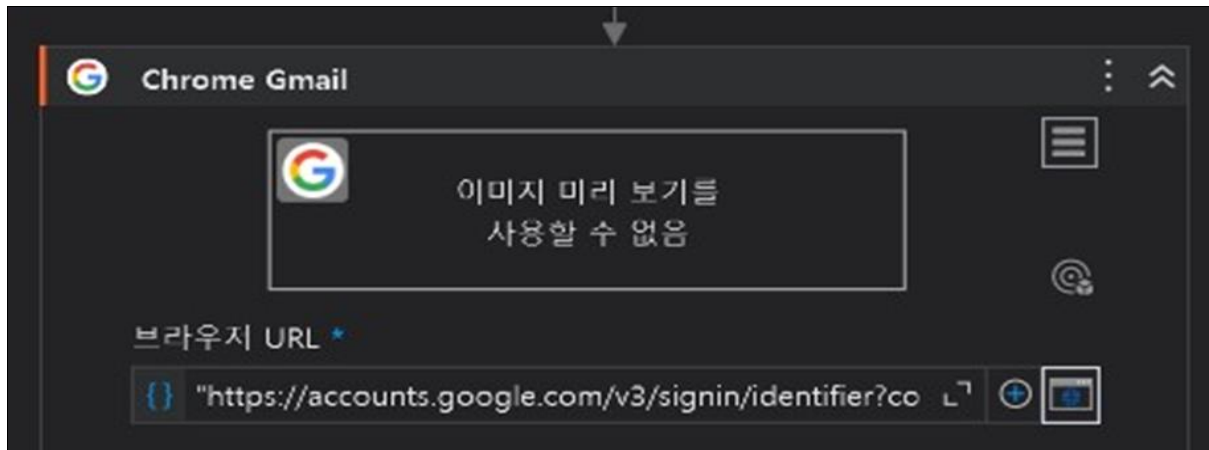 Chrome Gmail
이미지 미리 보기를
사용할 수 없음
브라우저 URL *
{} "https://accounts.google.com/v3/signin/identifier?co